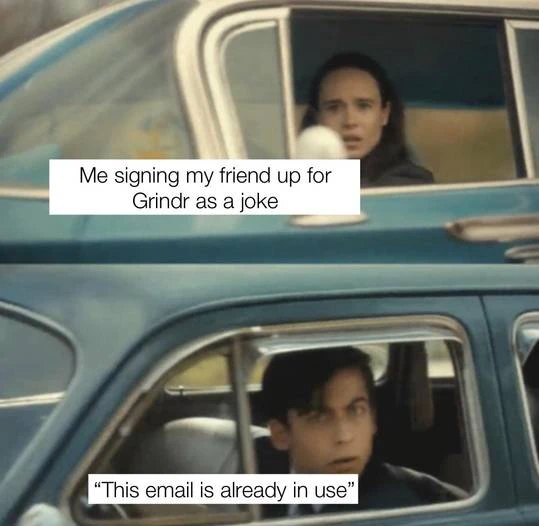 Me signing my friend up for
Grindr as a joke
“This email is already in use”